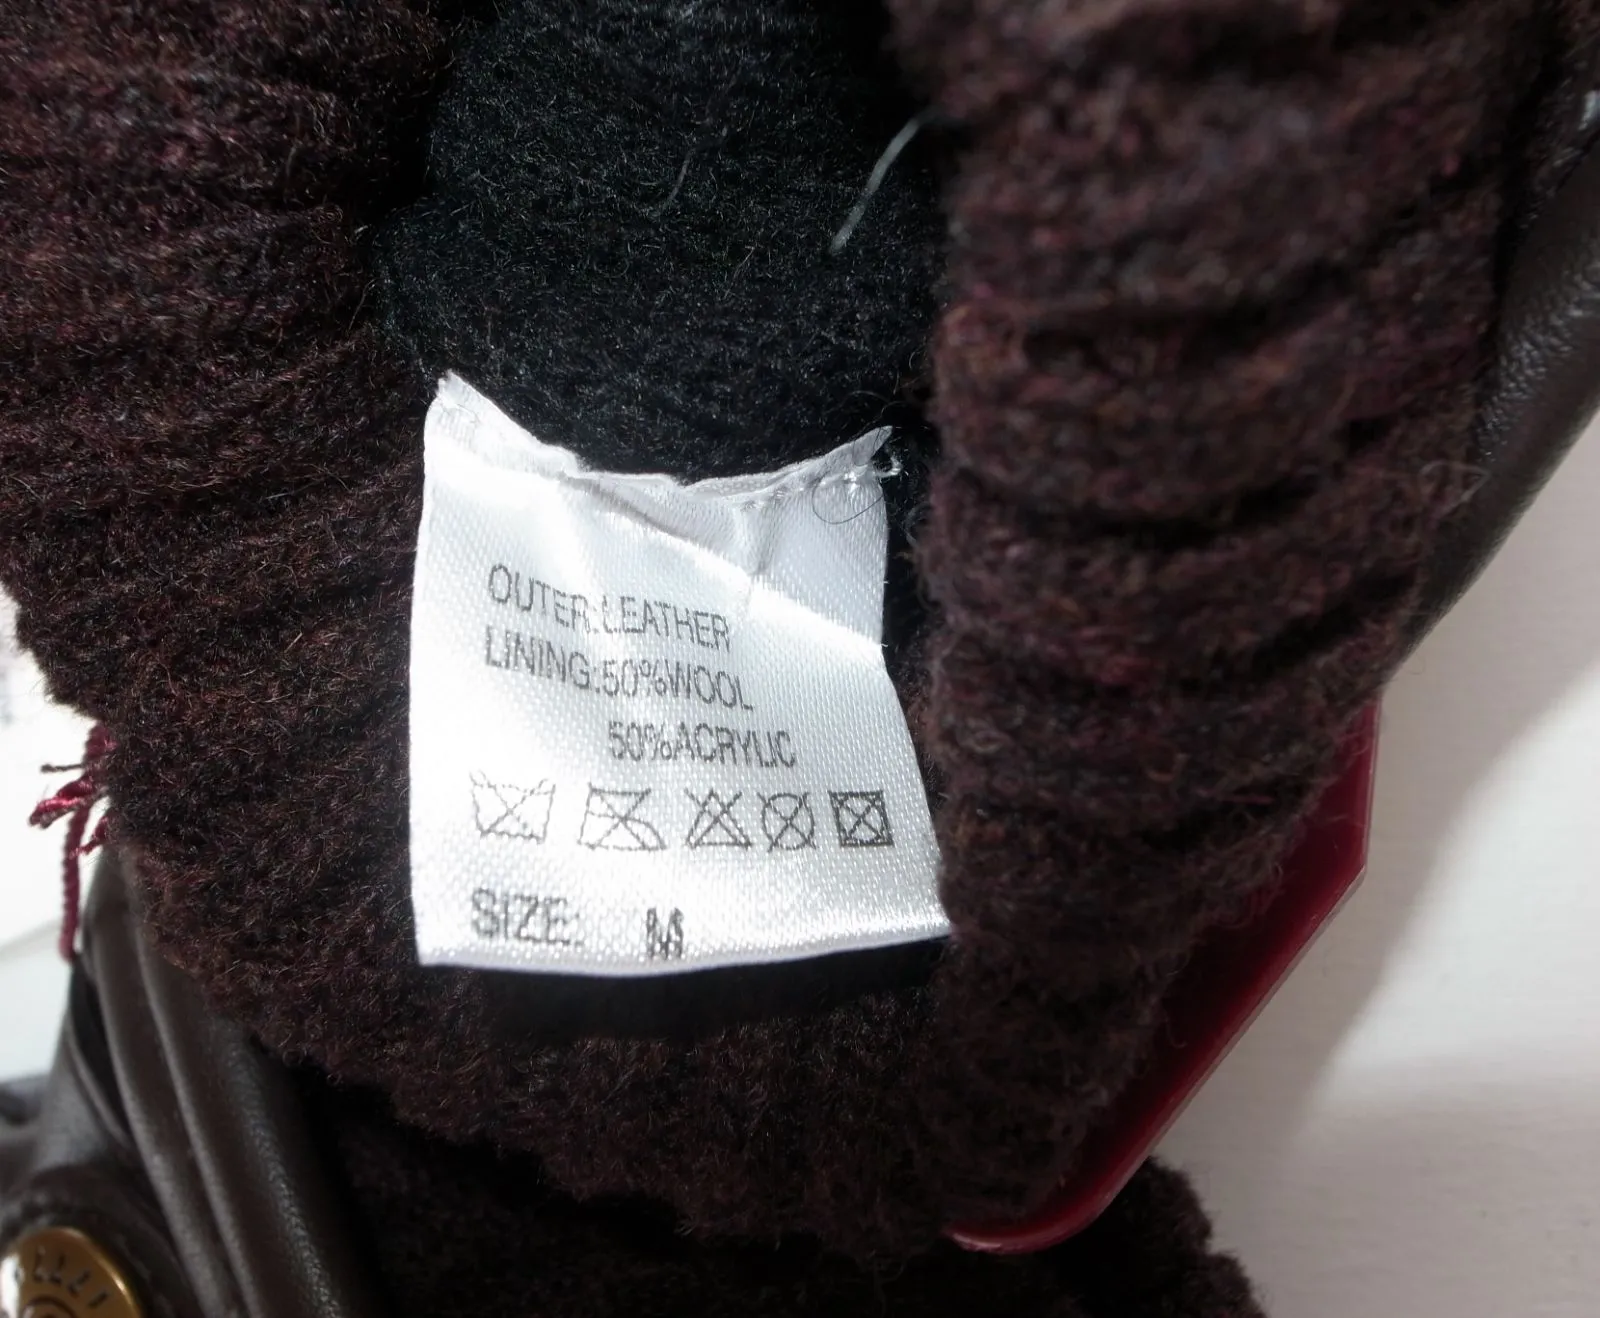 OUTER:LEATHER
LINING:50%WOOL
50%ACRYLIC
SIZE: M